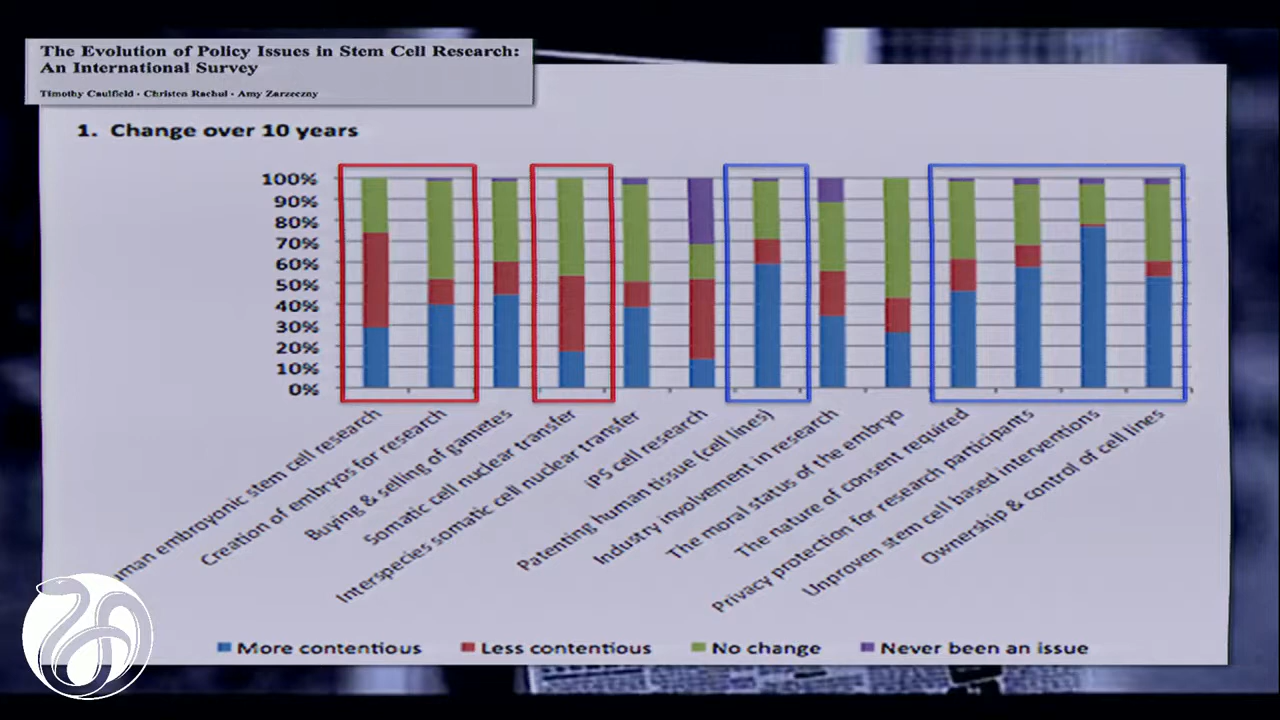 The Evolution of Policy Issues in Stem Cell Research:
An International Survey
Timothy Caulfield · Christen Rachul · Amy Zarzeczny
1. Change over 10 years
100%
90%
80%
70%
60%
50%
40%
30%
20%
10%
0%
uman embroyonic stem cell research
Creation of embryos for research
Buying & selling of gametes
Somatic cell nuclear transfer
Interspecies somatic cell nuclear transfer
iPS cell research
Patenting human tissue (cell lines)
Industry involvement in research
The moral status of the embryo
The nature of consent required
Privacy protection for research participants
Unproven stem cell based interventions
Ownership & control of cell lines
More contentious
Less contentious
No change
Never been an issue